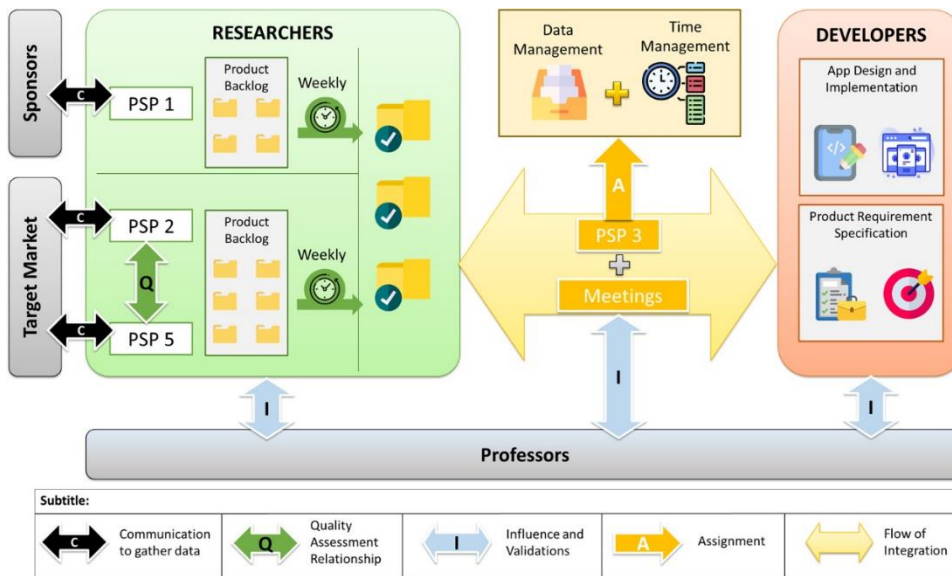 Sponsors
Target Market
RESEARCHERS
C
PSP 1
Product
Backlog
Weekly
C
PSP 2
Q
C
PSP 5
Product
Backlog
Weekly
Data
Management
Time
Management
A
PSP 3
Meetings
DEVELOPERS
App Design and
Implementation
</>
Product Requirement
Specification
I
I
I
Professors
Subtitle:
C
Communication
to gather data
Q
Quality
Assessment
Relationship
I
Influence and
Validations
A
Assignment
Flow of
Integration